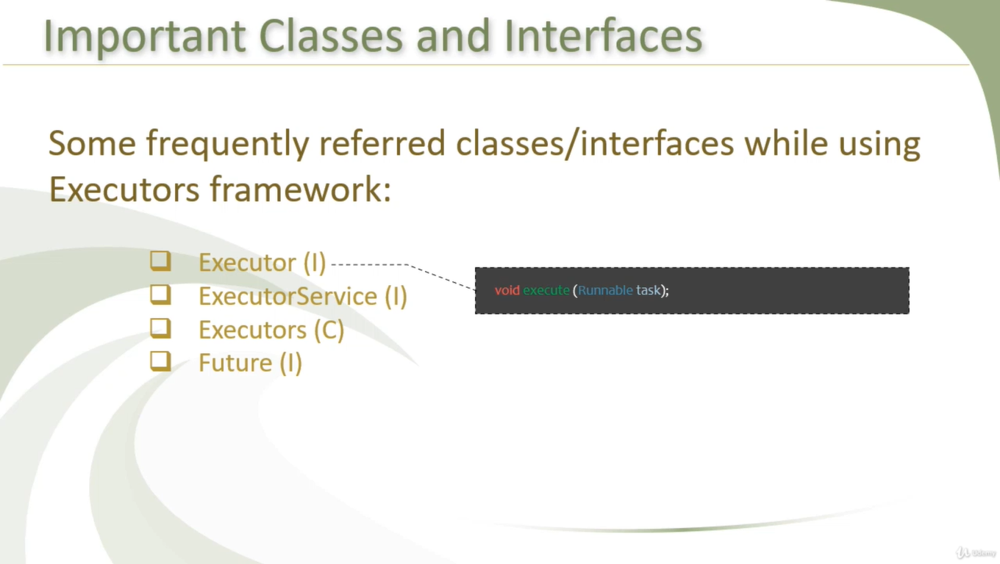 Important Classes and Interfaces
Some frequently referred classes/interfaces while using
Executors framework:
Executor (I)
void execute (Runnable task);
ExecutorService (I)
Executors (C)
Future (I)
Udemy